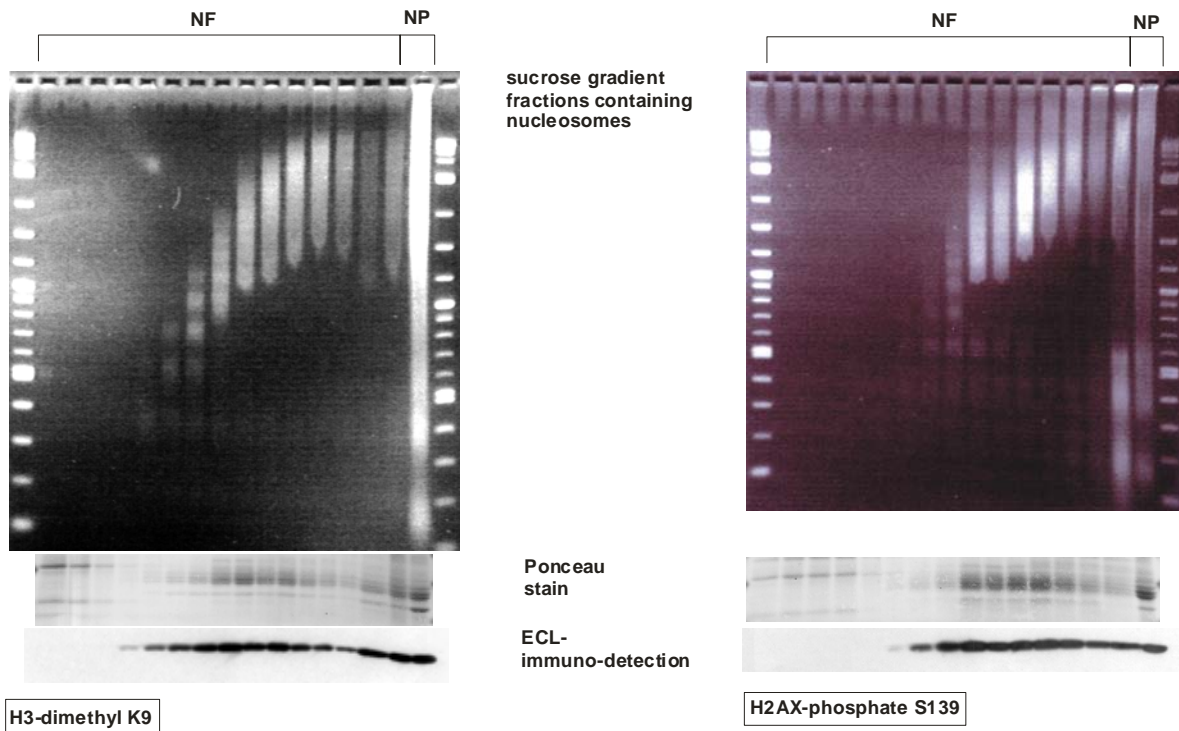 NF
NP
NF
NP
sucrose gradient
fractions containing
nucleosomes
Ponceau
stain
ECL-
immuno-detection
H3-dimethyl K9
H2AX-phosphate S139